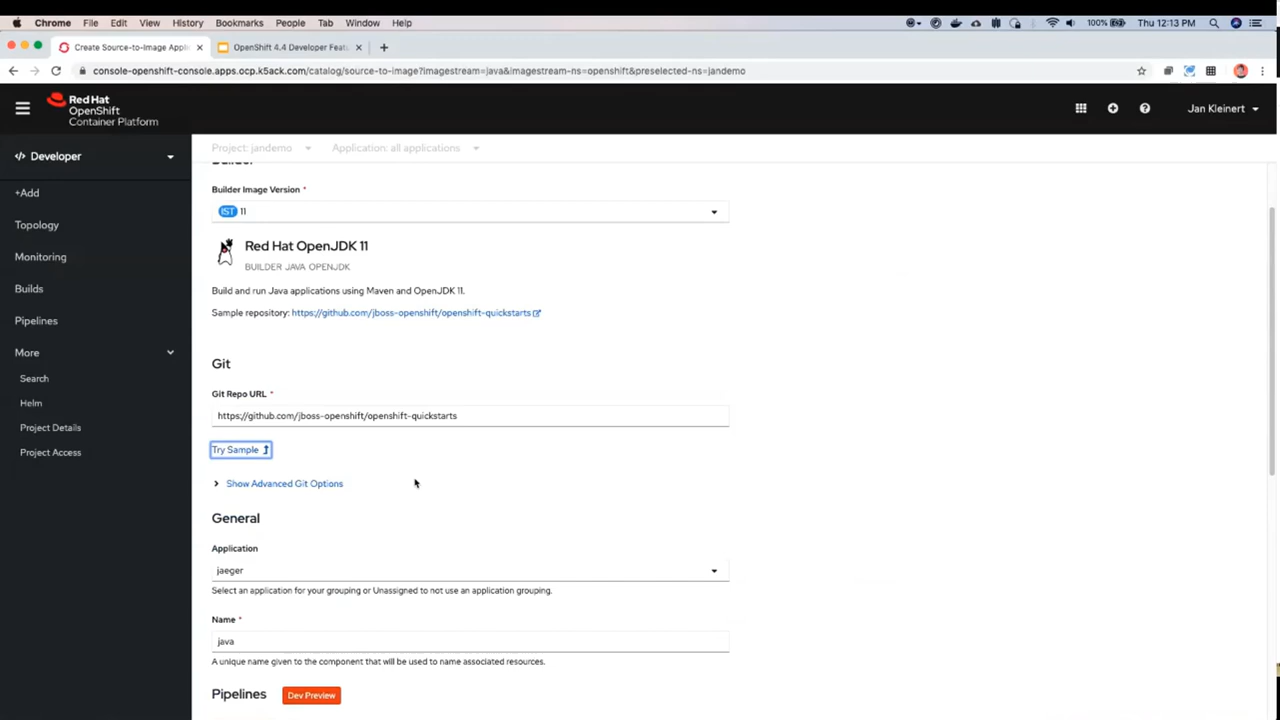 Chrome File Edit View History Bookmarks People Tab Window Help 100% Thu 12:13 PM
Create Source-to-Image Appl OpenShift 4.4 Developer Feat
console-openshift-console.apps.ocp.k5ack.com/catalog/source-to-image?imagestream=java&imagestream-ns=openshift&preselected-ns=jandemo
Red Hat
OpenShift
Container Platform
Jan Kleinert
Developer
+Add
Topology
Monitoring
Builds
Pipelines
More
Search
Helm
Project Details
Project Access
Project: jandemo Application: all applications
Builder
Builder Image Version *
IST 11
Red Hat OpenJDK 11
BUILDER JAVA OPENJDK
Build and run Java applications using Maven and OpenJDK 11.
Sample repository: https://github.com/jboss-openshift/openshift-quickstarts
Git
Git Repo URL *
https://github.com/jboss-openshift/openshift-quickstarts
Try Sample
Show Advanced Git Options
General
Application
jaeger
Select an application for your grouping or Unassigned to not use an application grouping.
Name *
java
A unique name given to the component that will be used to name associated resources.
Pipelines Dev Preview